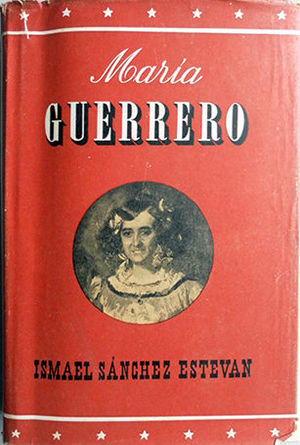 María
GUERRERO
ISMAEL SÁNCHEZ ESTEVAN